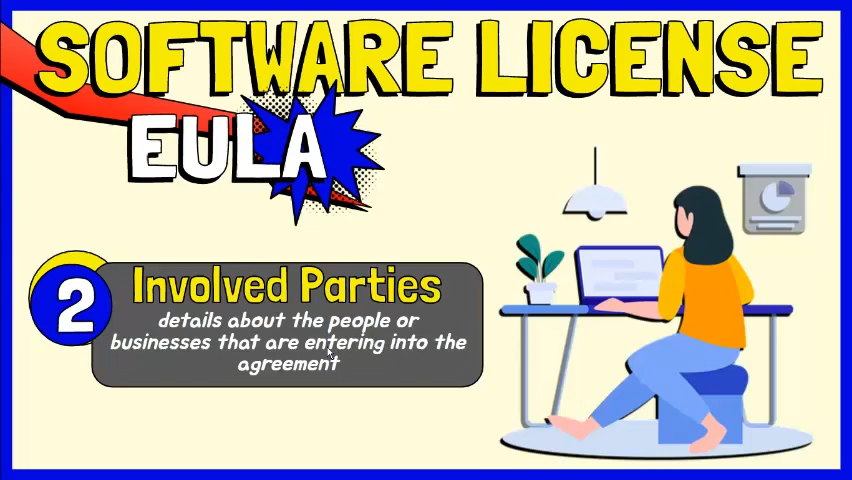 SOFTWARE LICENSE
EULA
2
Involved Parties
details about the people or
businesses that are entering into the
agreement